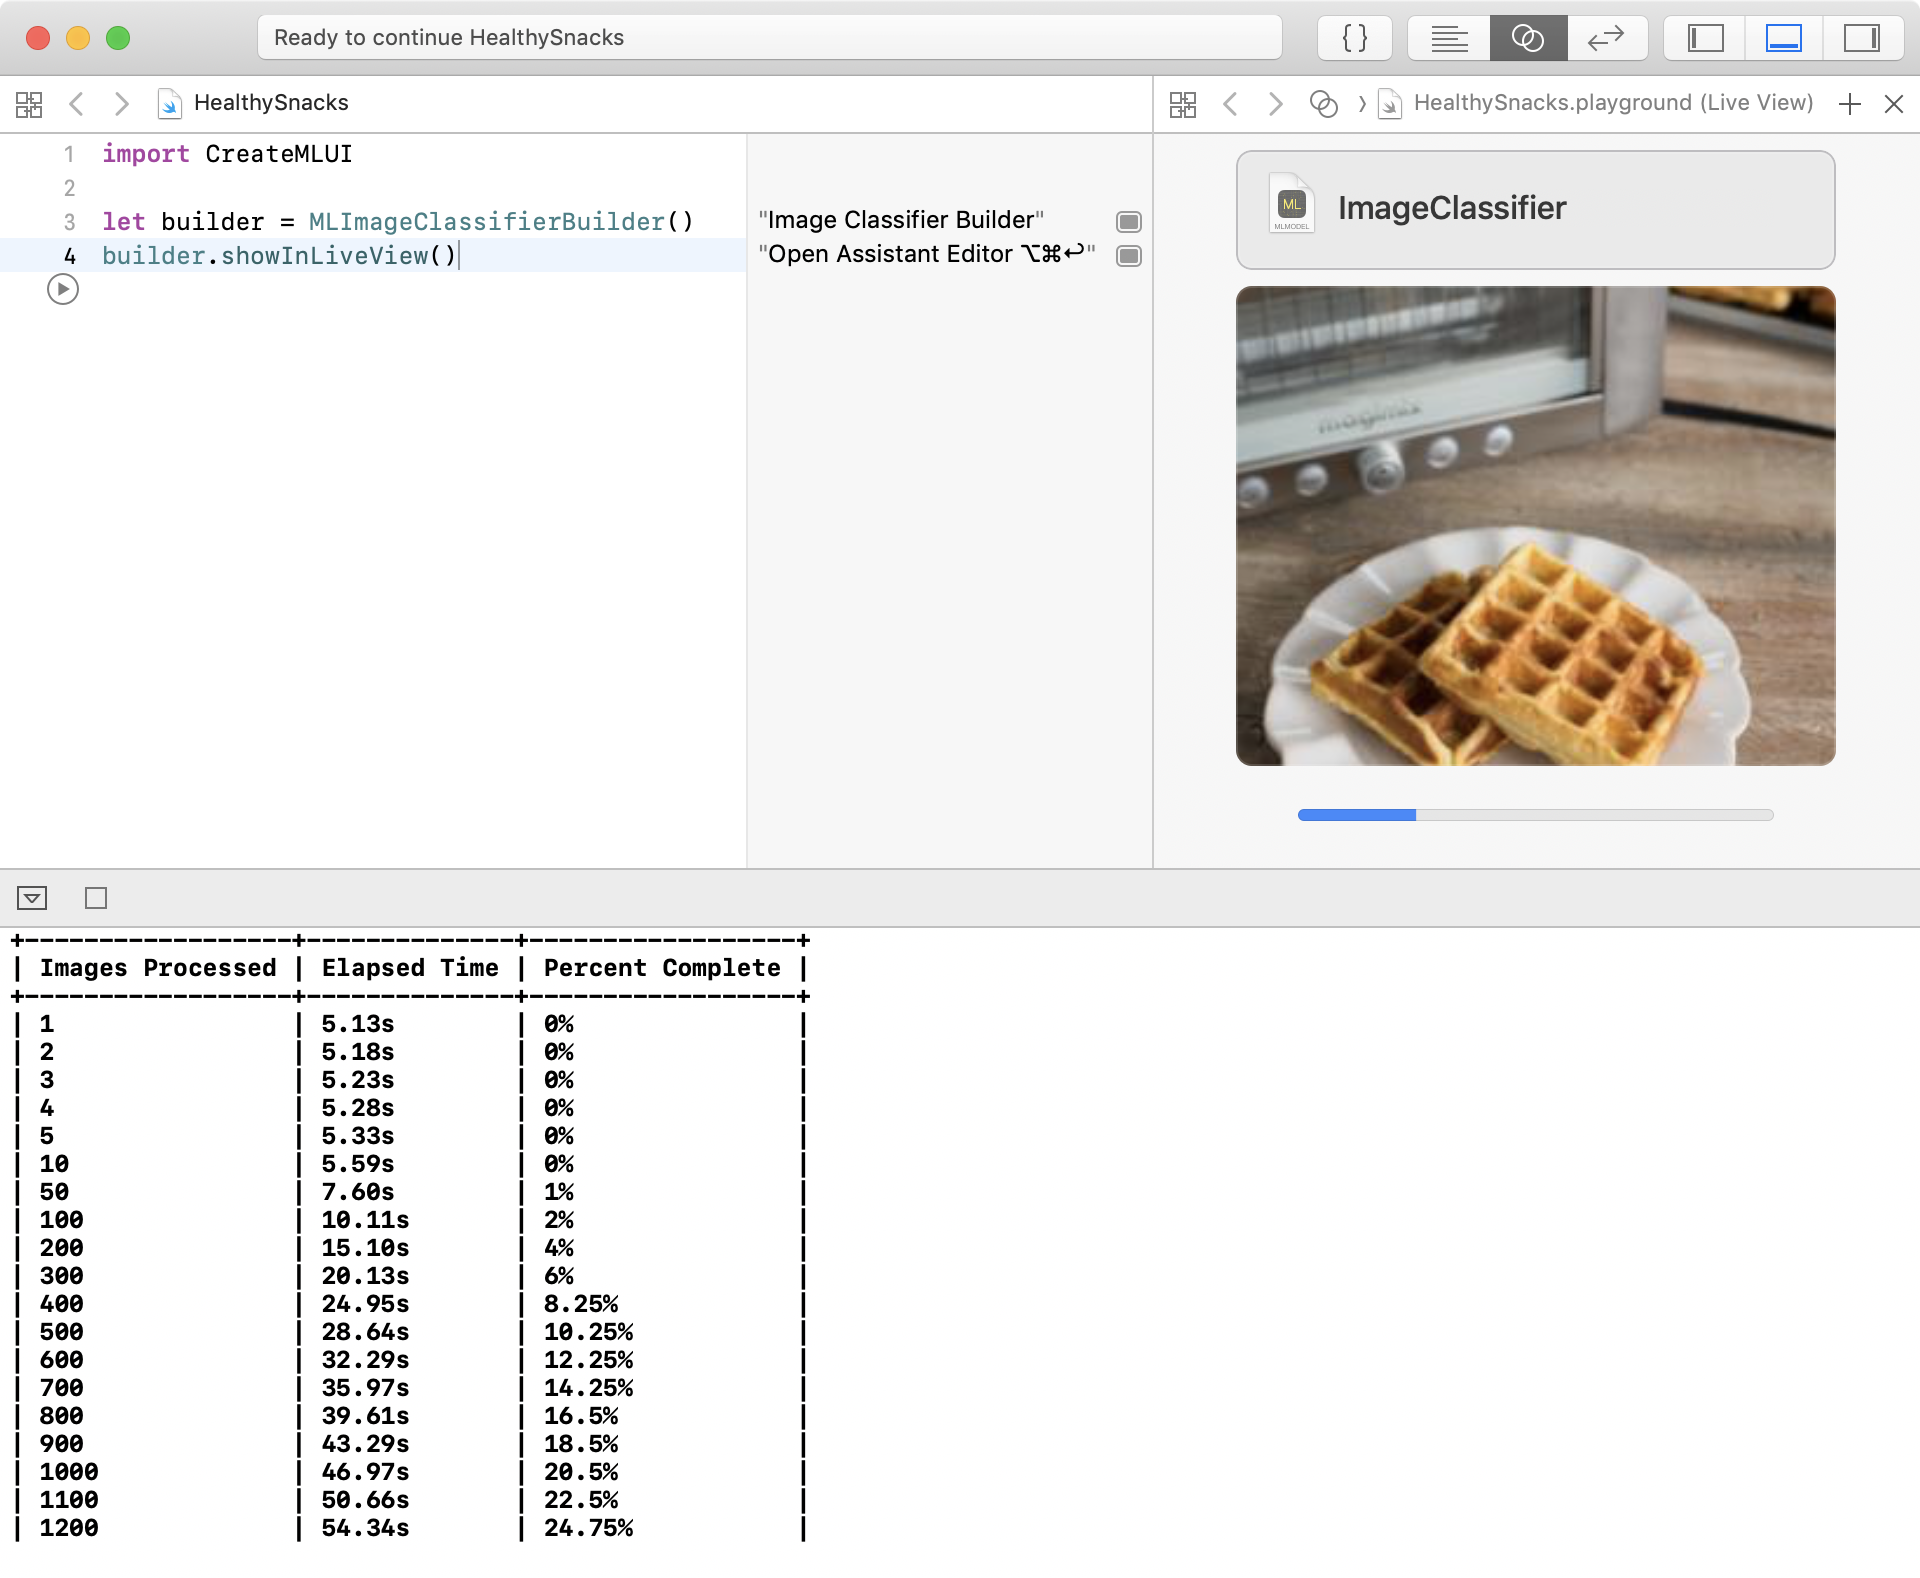 Ready to continue HealthySnacks
{}
HealthySnacks
HealthySnacks.playground (Live View)
1 import CreateMLUI
2
3 let builder = MLImageClassifierBuilder()
4 builder.showInLiveView()
"Image Classifier Builder"
"Open Assistant Editor ⌥⌘↩"
ML
MLMODEL
ImageClassifier
magimix
+------------------+--------------+------------------+
| Images Processed | Elapsed Time | Percent Complete |
+------------------+--------------+------------------+
| 1 | 5.13s | 0% |
| 2 | 5.18s | 0% |
| 3 | 5.23s | 0% |
| 4 | 5.28s | 0% |
| 5 | 5.33s | 0% |
| 10 | 5.59s | 0% |
| 50 | 7.60s | 1% |
| 100 | 10.11s | 2% |
| 200 | 15.10s | 4% |
| 300 | 20.13s | 6% |
| 400 | 24.95s | 8.25% |
| 500 | 28.64s | 10.25% |
| 600 | 32.29s | 12.25% |
| 700 | 35.97s | 14.25% |
| 800 | 39.61s | 16.5% |
| 900 | 43.29s | 18.5% |
| 1000 | 46.97s | 20.5% |
| 1100 | 50.66s | 22.5% |
| 1200 | 54.34s | 24.75% |